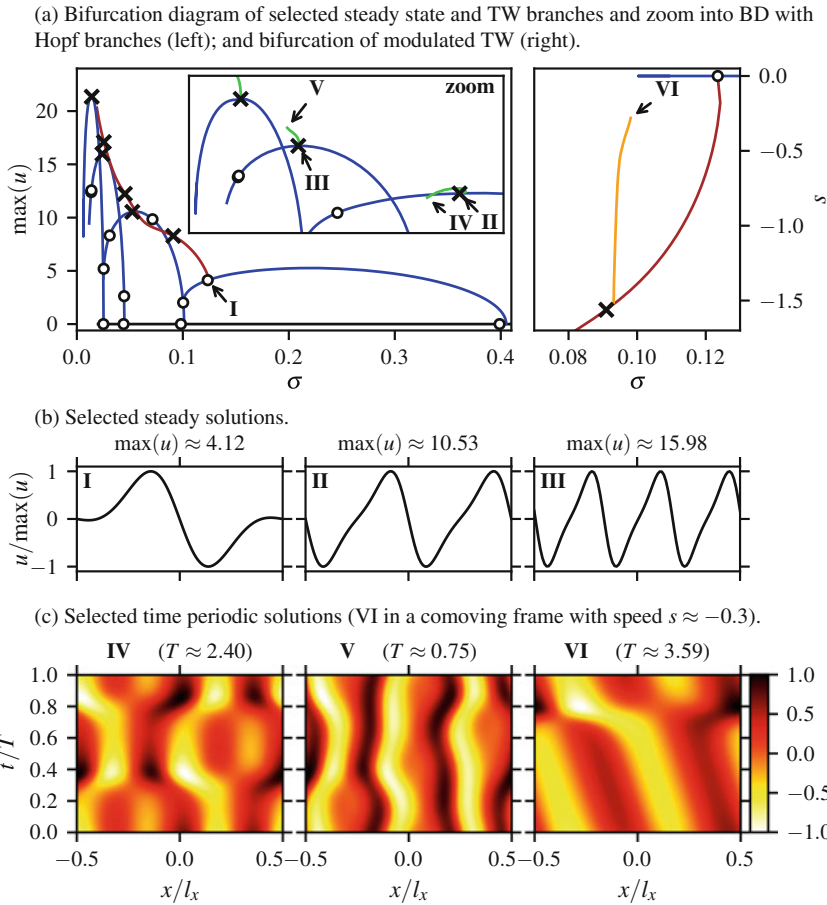 (a) Bifurcation diagram of selected steady state and TW branches and zoom into BD with
Hopf branches (left); and bifurcation of modulated TW (right).
zoom
V
III
IV
II
I
VI
max(u)
20
15
10
5
0
0.0
0.1
0.2
0.3
0.4
σ
0.0
−0.5
−1.0
−1.5
s
0.08
0.10
0.12
σ
(b) Selected steady solutions.
max(u) ≈ 4.12
max(u) ≈ 10.53
max(u) ≈ 15.98
I
II
III
u/max(u)
1
0
−1
(c) Selected time periodic solutions (VI in a comoving frame with speed s ≈ −0.3).
IV (T ≈ 2.40)
V (T ≈ 0.75)
VI (T ≈ 3.59)
t/T
1.0
0.8
0.6
0.4
0.2
0.0
1.0
0.5
0.0
−0.5
−1.0
−0.5
0.0
0.5
−0.5
0.0
0.5
−0.5
0.0
0.5
x/lₓ
x/lₓ
x/lₓ